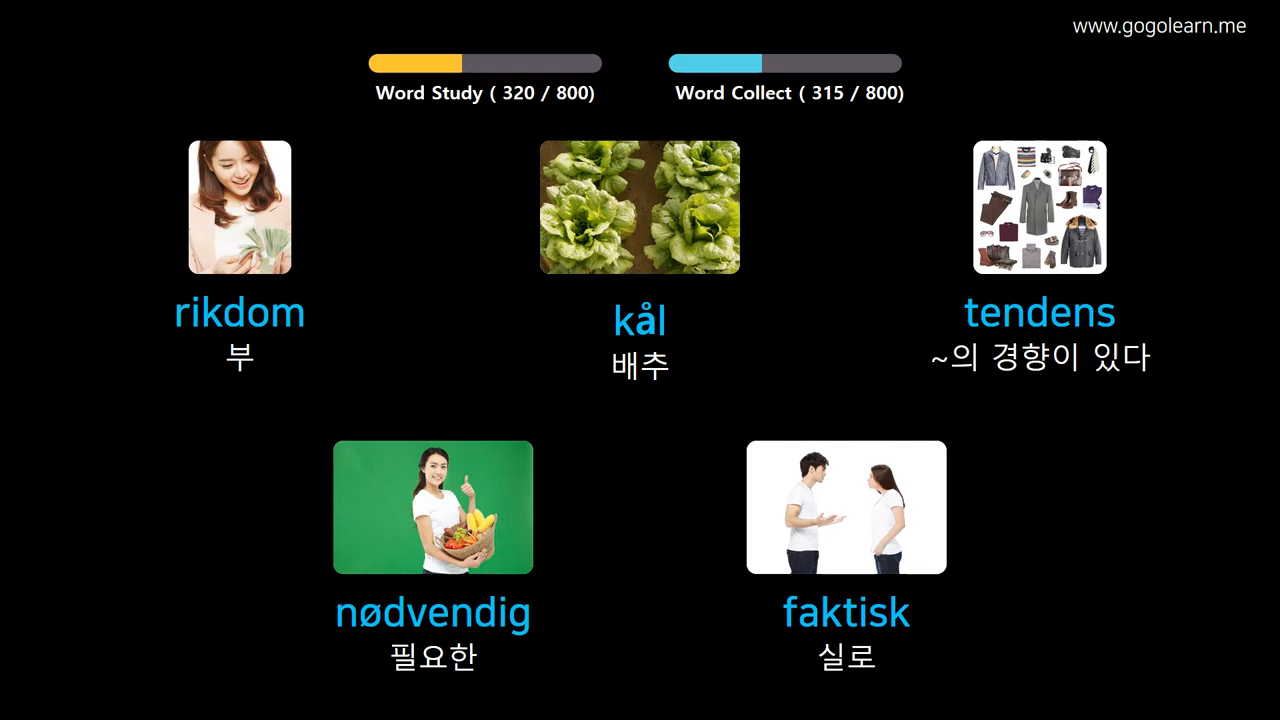 www.gogolearn.me
Word Study ( 320 / 800)
Word Collect ( 315 / 800)
rikdom
부
kål
배추
tendens
~의 경향이 있다
nødvendig
필요한
faktisk
실로